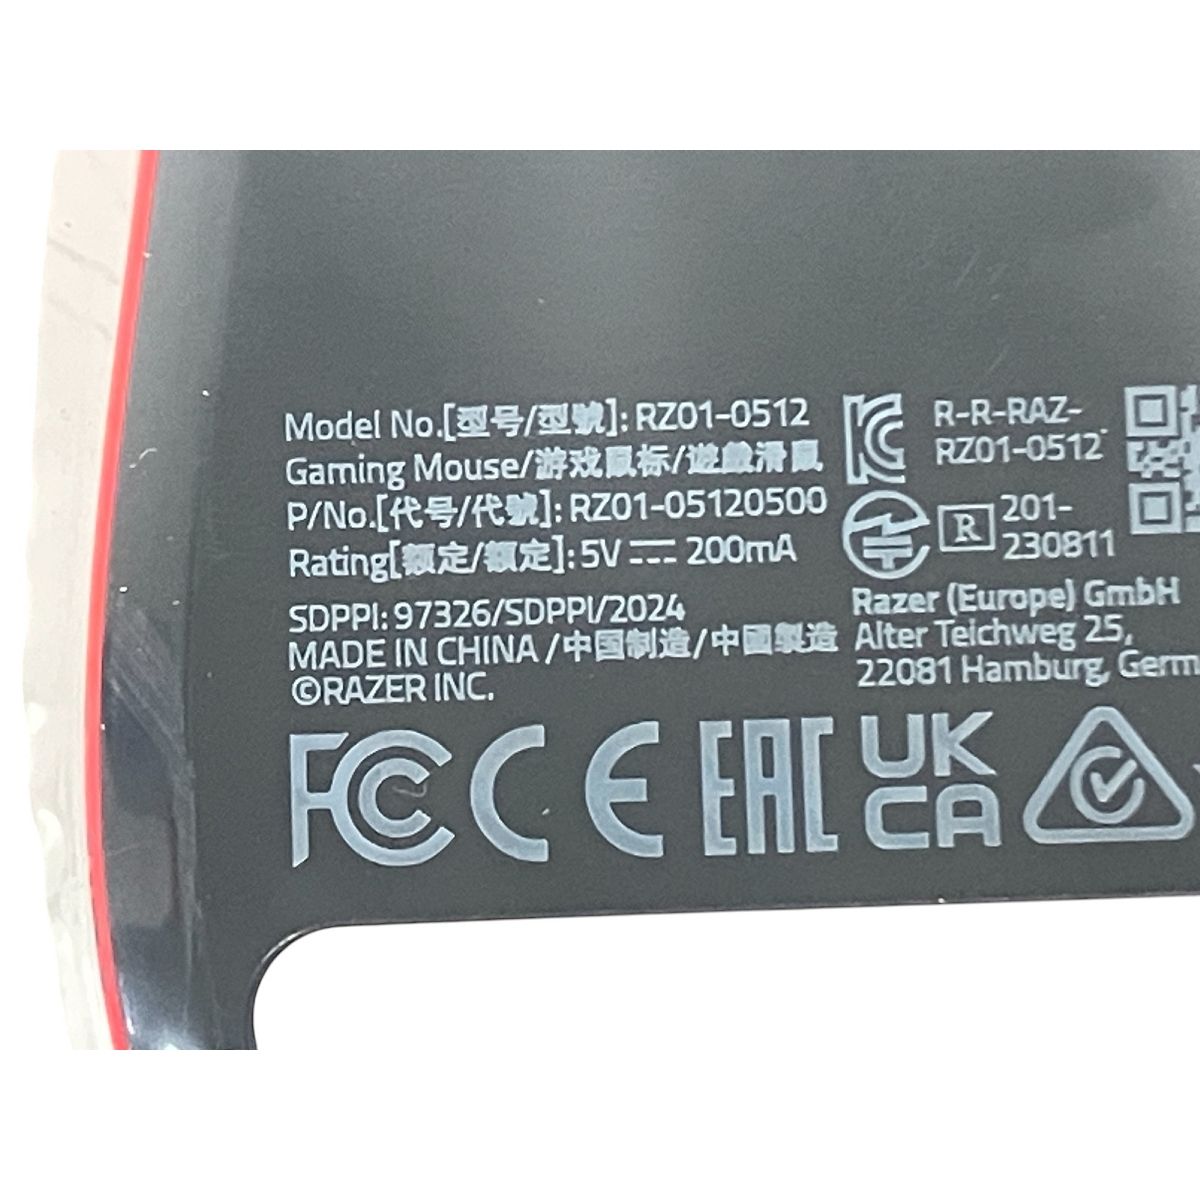 Model No.[型号/型號]: RZ01-0512
Gaming Mouse/游戏鼠标/遊戲滑鼠
P/No.[代号/代號]: RZ01-05120500
Rating[额定/額定]: 5V ⎓ 200mA
SDPPI: 97326/SDPPI/2024
MADE IN CHINA /中国制造/中國製造
©RAZER INC.
R-R-RAZ-
RZ01-0512
R 201-
230811
Razer (Europe) GmbH
Alter Teichweg 25,
22081 Hamburg, Germ
FC CE EAC UK
CA